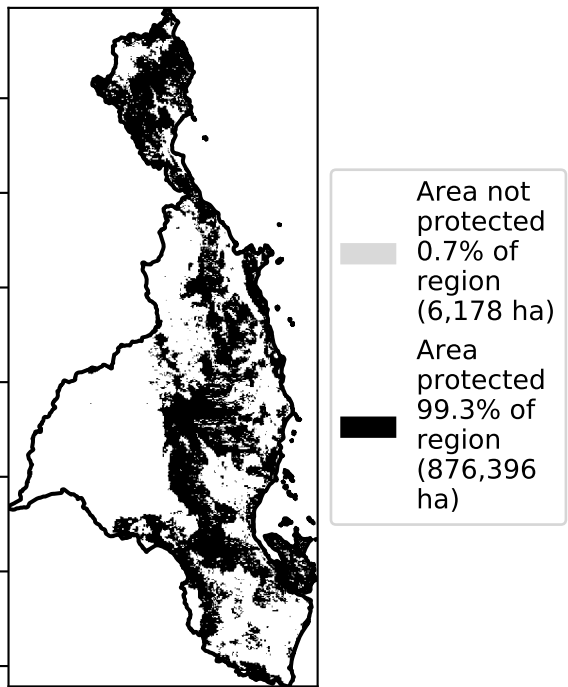 Area not
protected
0.7% of
region
(6,178 ha)
Area
protected
99.3% of
region
(876,396
ha)